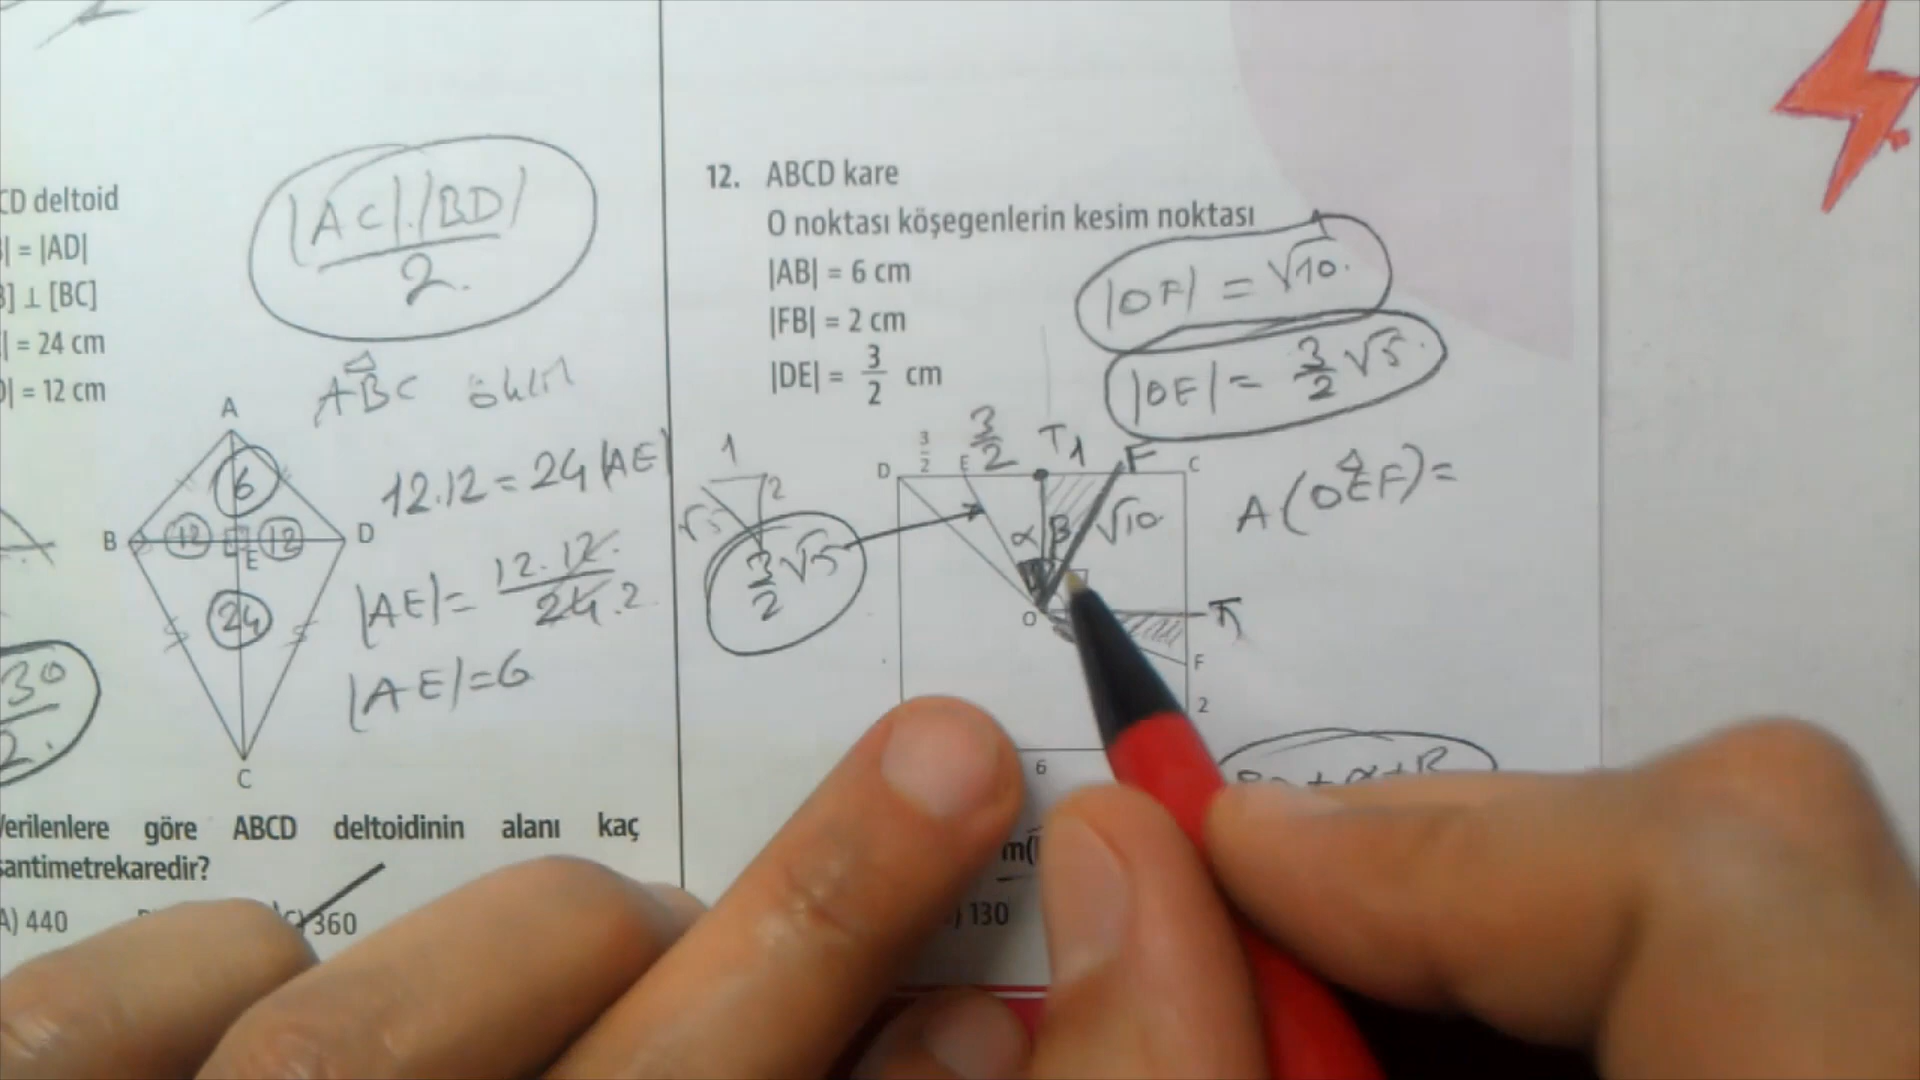 CD deltoid
| = |AD|
] ⊥ [BC]
| = 24 cm
| = 12 cm
|AC|.|BD|
2.
ABC
12.12 = 24|AE|
|AE| = 12.12
24.2
|AE| = 6
A
6
B
12
12
D
E
24
C
30
2.
Verilenlere göre ABCD deltoidinin alanı kaç
santimetrekaredir?
A) 440
C) 360
12. ABCD kare
O noktası köşegenlerin kesim noktası
|AB| = 6 cm
|FB| = 2 cm
|DE| = 3/2 cm
|OF| = √10.
|OE| = 3/2 √5.
1
2
√5
3/2 √5
D
3/2
E
3/2
T
1
F
C
α
β
√10
O
F
2
6
A(OEF) =
m(
) 130